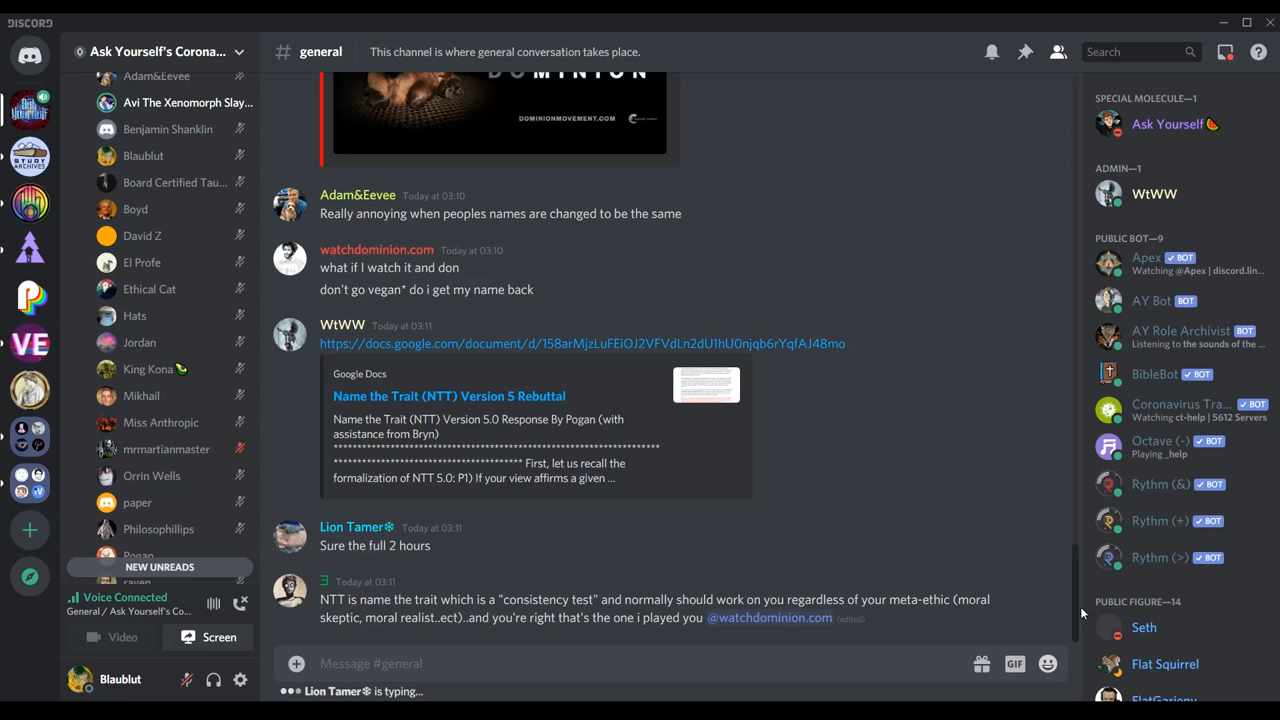 DISCORD
Ask Yourself's Corona...
general
This channel is where general conversation takes place.
Search
Adam&Eevee
Avi The Xenomorph Slay...
Benjamin Shanklin
Blaublut
Board Certified Tau...
Boyd
David Z
El Profe
Ethical Cat
Hats
Jordan
King Kona
Mikhail
Miss Anthropic
mrmartianmaster
Orrin Wells
paper
Philosophillips
Pogan
raven
NEW UNREADS
Voice Connected
General / Ask Yourself's Co...
Video
Screen
Blaublut
DOMINION
DOMINIONMOVEMENT.COM
Adam&Eevee Today at 03:10
Really annoying when peoples names are changed to be the same
watchdominion.com Today at 03:10
what if I watch it and don
don't go vegan* do i get my name back
WtWW Today at 03:11
https://docs.google.com/document/d/158arMjzLuFEiOJ2VFVdLn2dU1hU0njqb6rYqfAJ48mo
Google Docs
Name the Trait (NTT) Version 5 Rebuttal
Name the Trait (NTT) Version 5.0 Response By Pogan (with
assistance from Bryn)
******************************************************************
************************************** First, let us recall the
formalization of NTT 5.0: P1) If your view affirms a given ...
Lion Tamer❄ Today at 03:11
Sure the full 2 hours
Ǝ Today at 03:11
NTT is name the trait which is a "consistency test" and normally should work on you regardless of your meta-ethic (moral
skeptic, moral realist..ect)..and you're right that's the one i played you @watchdominion.com (edited)
Message #general
GIF
Lion Tamer❄ is typing...
SPECIAL MOLECULE—1
Ask Yourself🍉
ADMIN—1
WtWW
PUBLIC BOT—9
Apex ✔ BOT
Watching @Apex | discord.lin...
AY Bot BOT
AY Role Archivist BOT
Listening to the sounds of the ...
BibleBot ✔ BOT
Coronavirus Tra... ✔ BOT
Watching ct-help | 5612 Servers
Octave (-) ✔ BOT
Playing _help
Rythm (&) ✔ BOT
Rythm (+) ✔ BOT
Rythm (>) ✔ BOT
PUBLIC FIGURE—14
Seth
Flat Squirrel
FlatGariepy
STUDY
ARCHIVES
VE